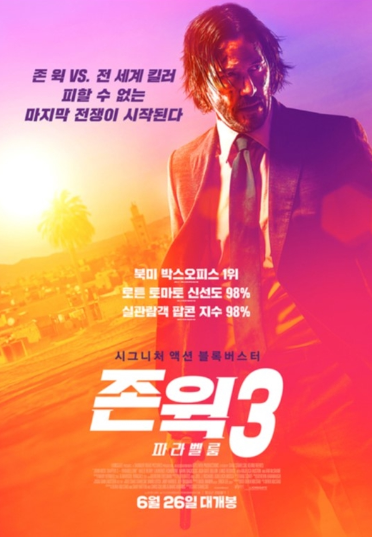 존 윅 VS. 전 세계 킬러
피할 수 없는
마지막 전쟁이 시작된다
북미 박스오피스 1위
로튼 토마토 신선도 98%
실관람객 팝콘 지수 98%
시그니처 액션 블록버스터
존윅3
파라벨룸
6월 26일 대개봉